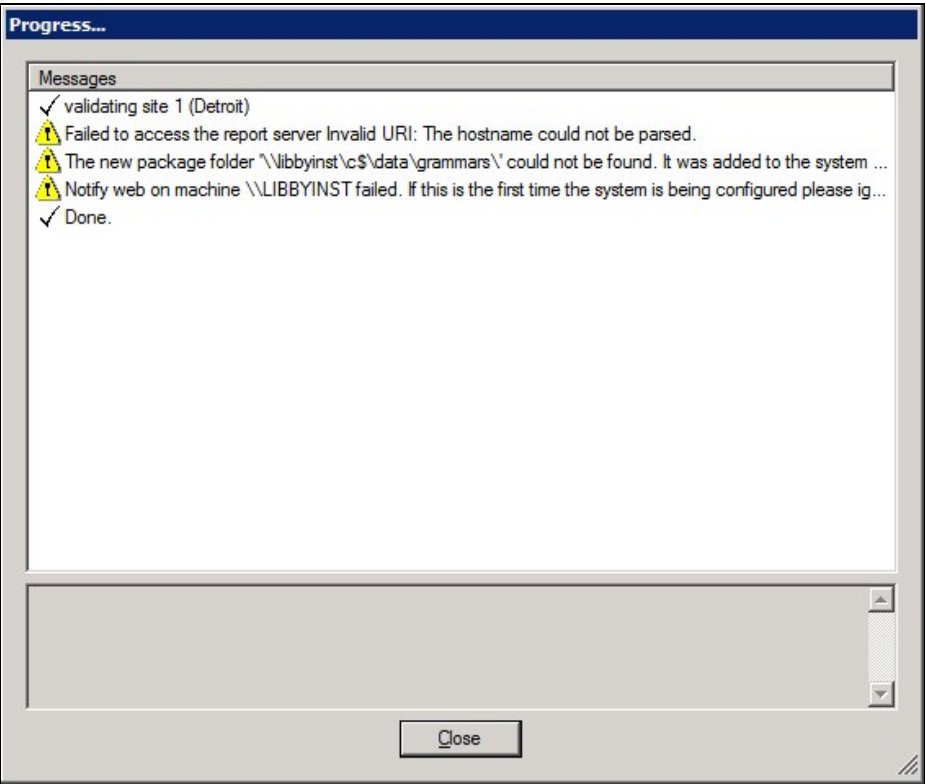 Progress...
Messages
validating site 1 (Detroit)
Failed to access the report server Invalid URI: The hostname could not be parsed.
The new package folder '\\libbyinst\c$\data\grammars\' could not be found. It was added to the system ...
Notify web on machine \\LIBBYINST failed. If this is the first time the system is being configured please ig...
Done.
Close